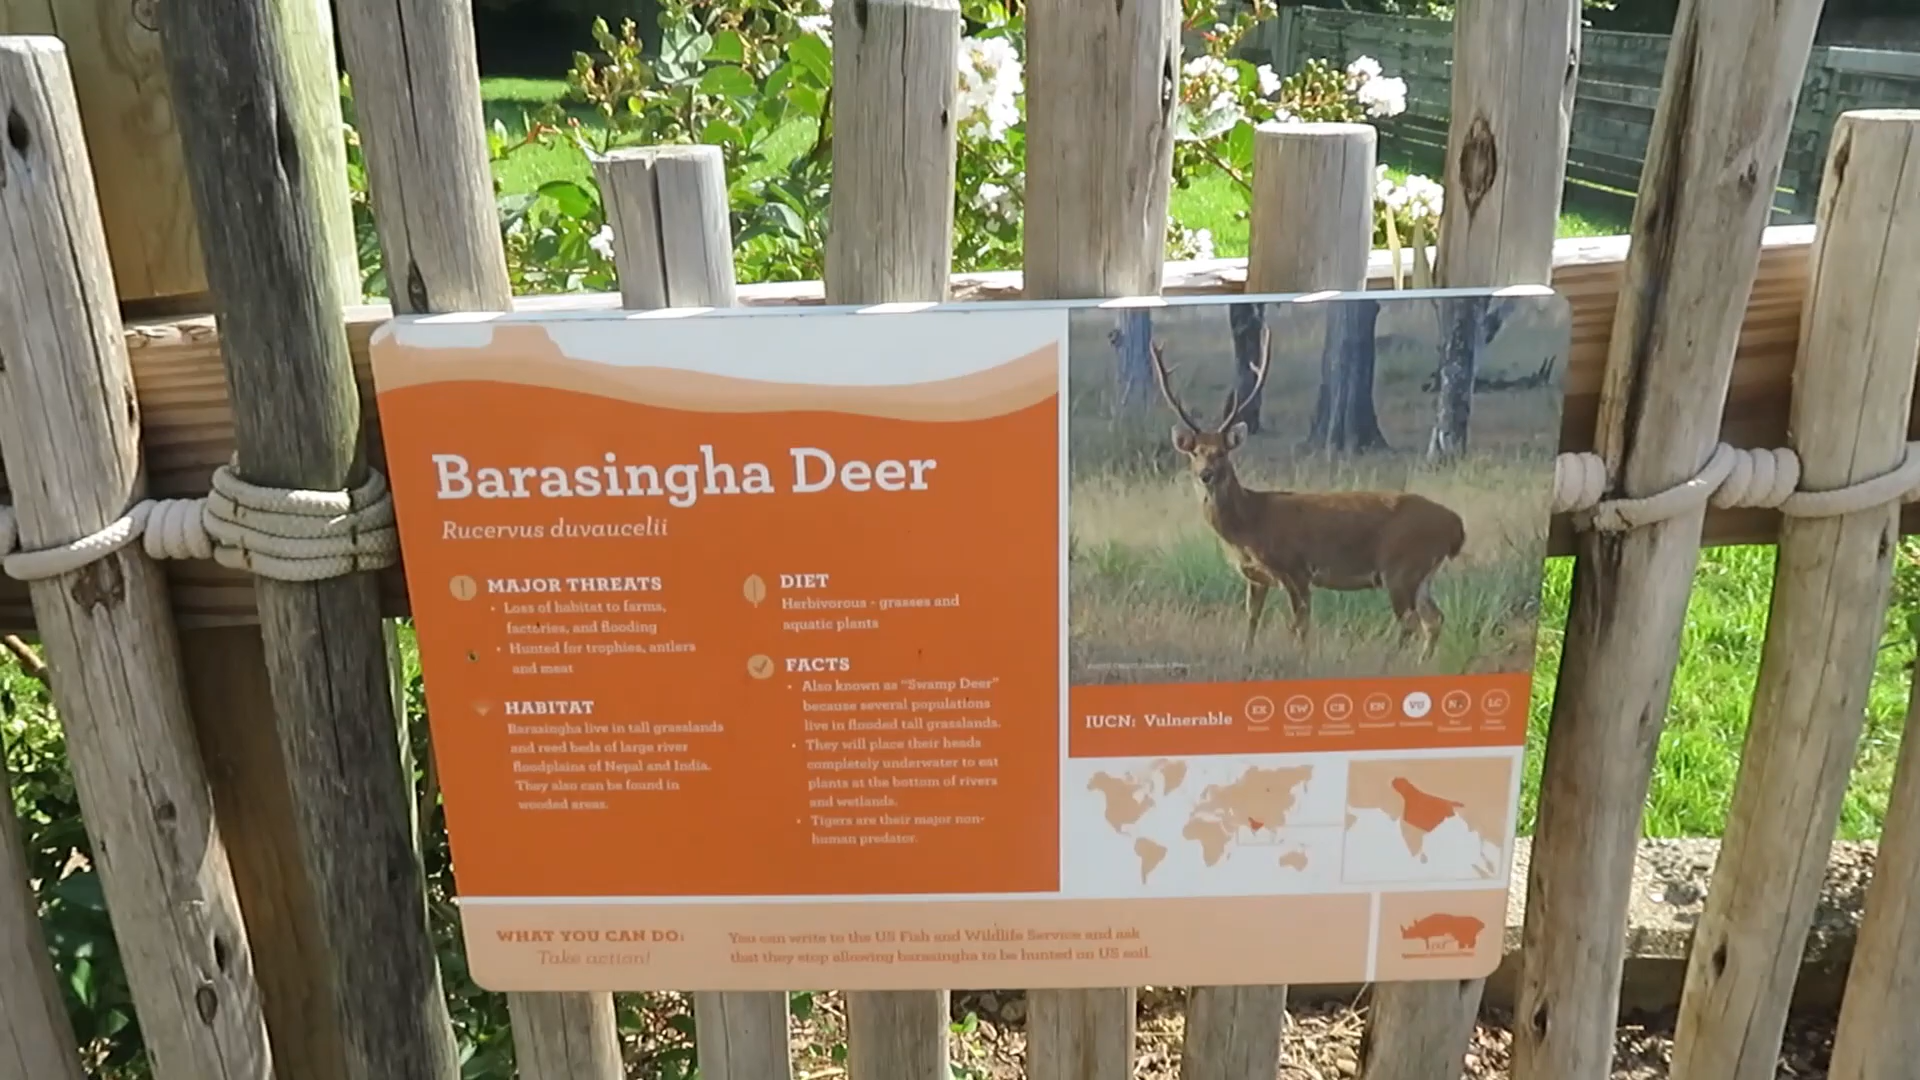 Barasingha Deer
Rucervus duvaucelii
MAJOR THREATS
• Loss of habitat to farms,
factories, and flooding
• Hunted for trophies, antlers
and meat
HABITAT
Barasingha live in tall grasslands
and reed beds of large river
floodplains of Nepal and India.
They also can be found in
wooded areas.
DIET
Herbivorous - grasses and
aquatic plants
FACTS
• Also known as “Swamp Deer”
because several populations
live in flooded tall grasslands.
• They will place their heads
completely underwater to eat
plants at the bottom of rivers
and wetlands.
• Tigers are their major non-
human predator.
IUCN: Vulnerable
EX EW CR EN VU LC
WHAT YOU CAN DO:
Take action!
You can write to the US Fish and Wildlife Service and ask
that they stop allowing barasingha to be hunted on US soil.